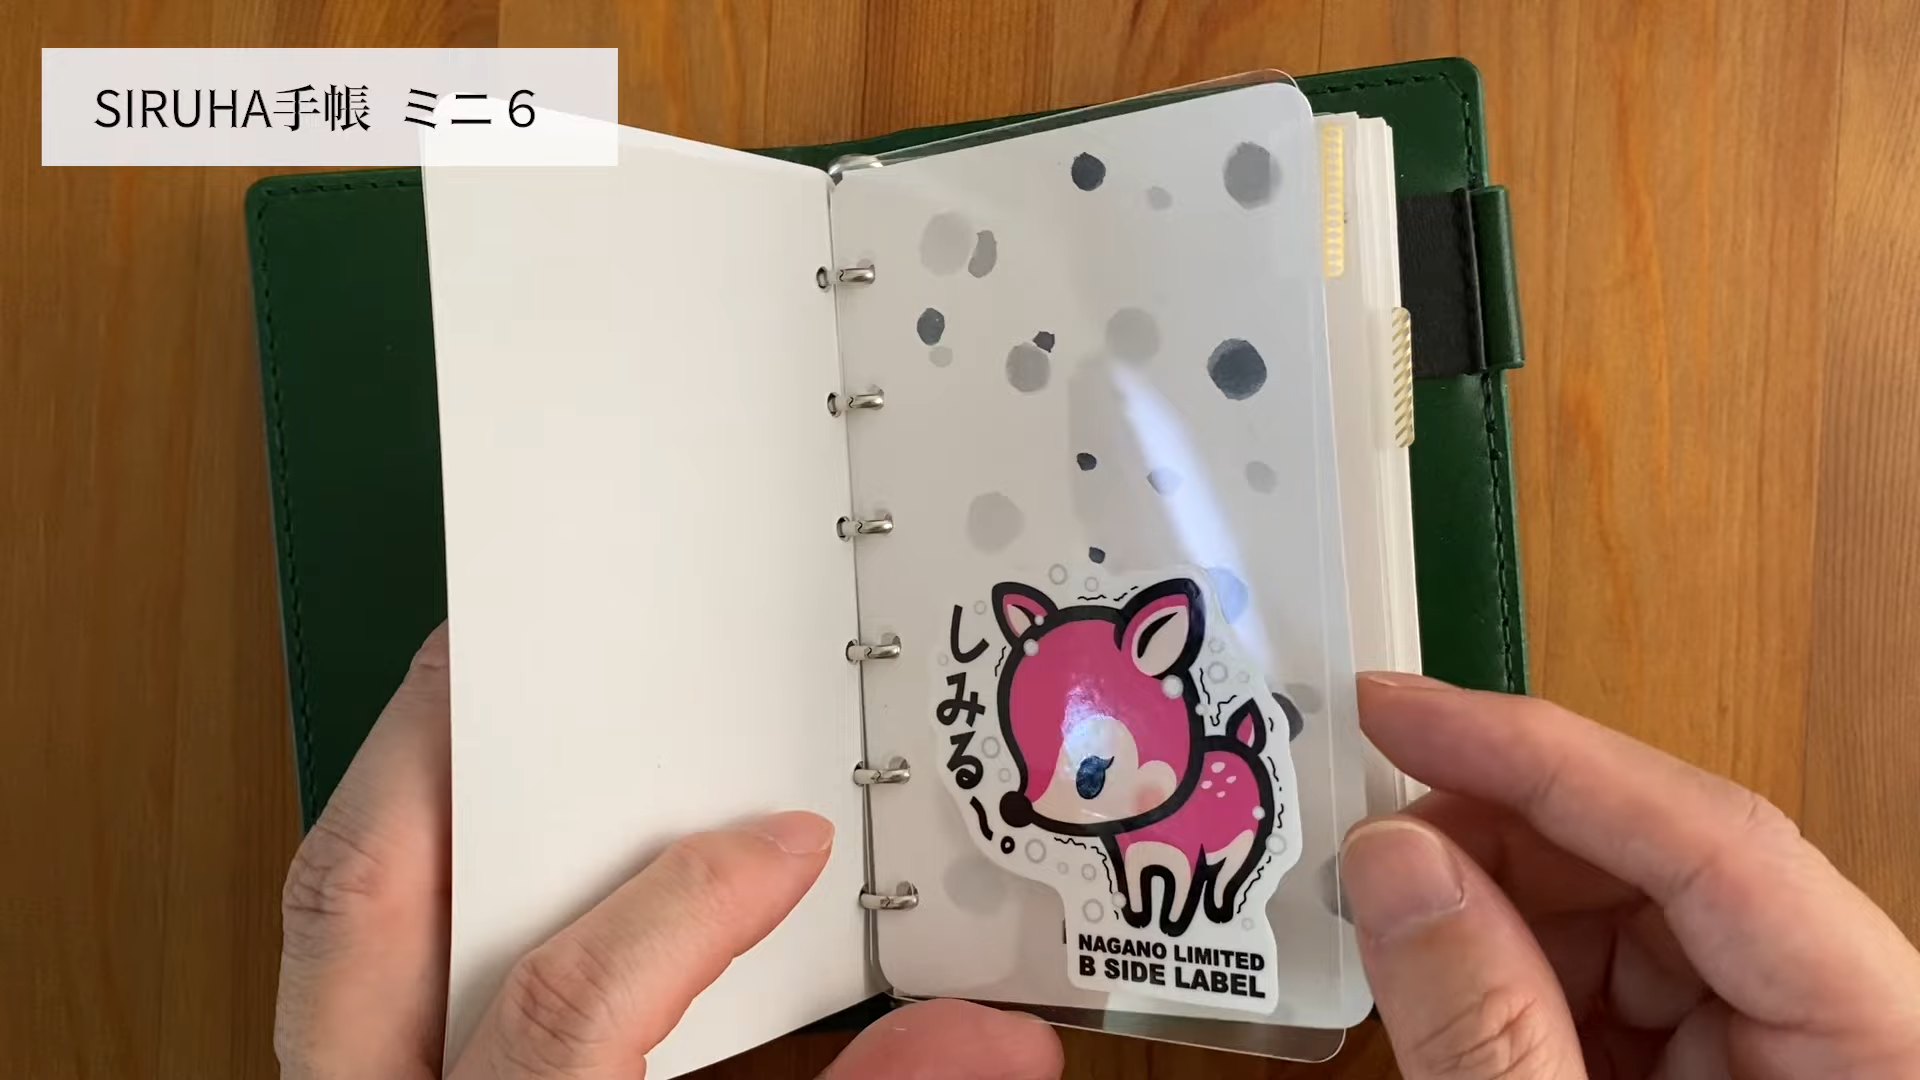 SIRUHA手帳 ミニ6
しみる〜。
NAGANO LIMITED
B SIDE LABEL